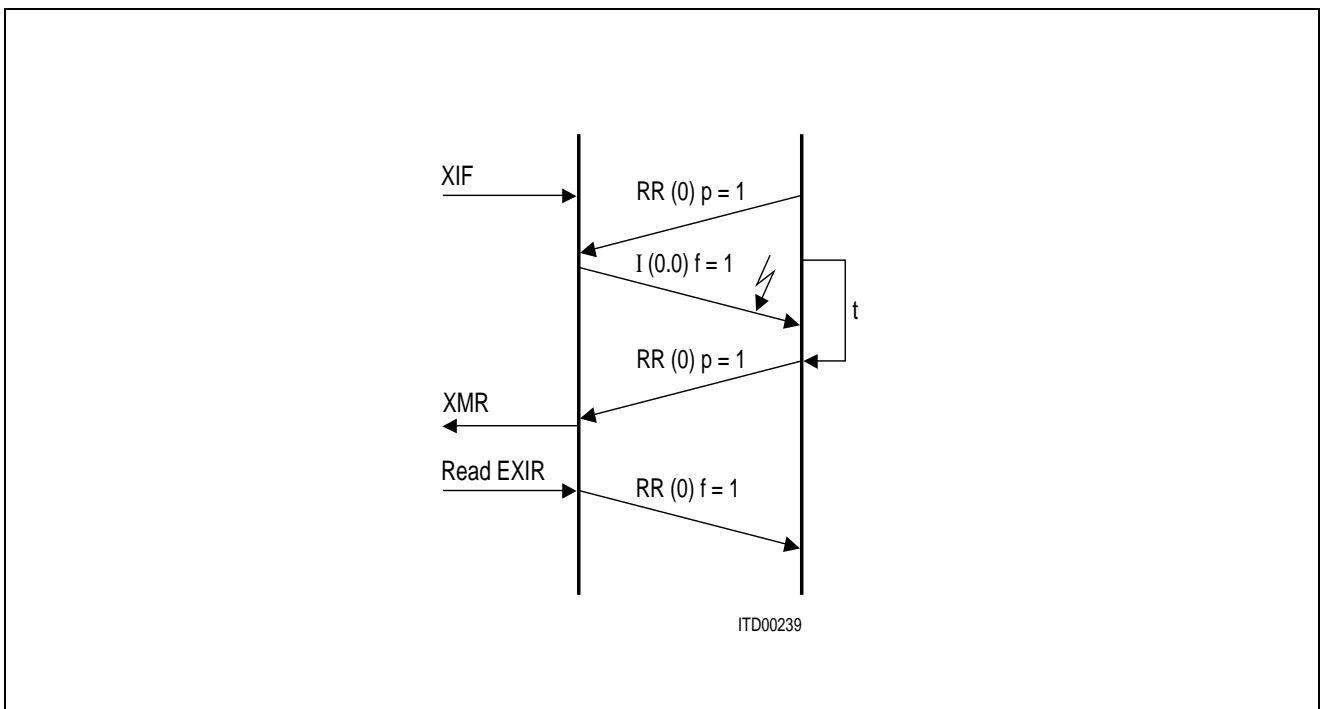 XIF
RR (0) p = 1
I (0.0) f = 1
t
RR (0) p = 1
XMR
Read EXIR
RR (0) f = 1
ITD00239